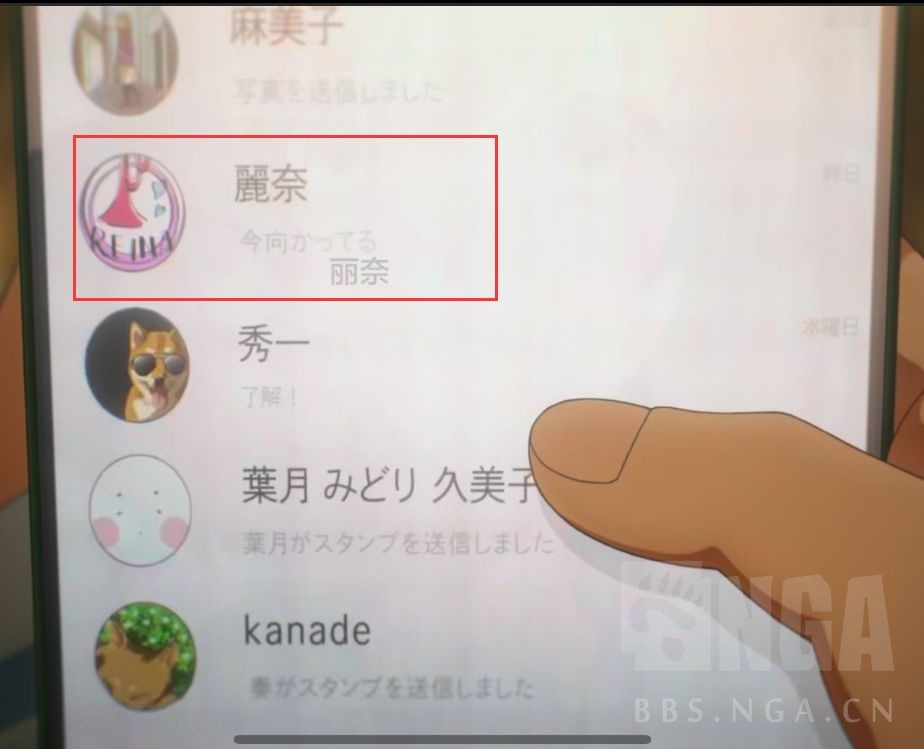 麻美子
写真を送信しました
麗奈
昨日
REINA
今向かってる
丽奈
秀一
水曜日
了解！
葉月 みどり 久美子
葉月がスタンプを送信しました
kanade
奏がスタンプを送信しました
NGA
BBS.NGA.CN